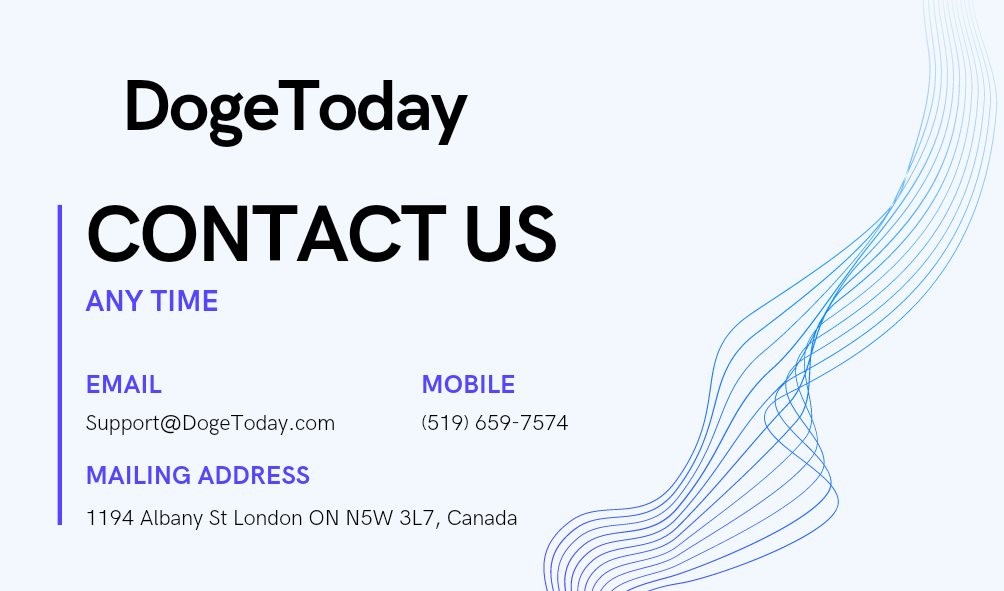 DogeToday
CONTACT US
ANY TIME
EMAIL
Support@DogeToday.com
MOBILE
(519) 659-7574
MAILING ADDRESS
1194 Albany St London ON N5W 3L7, Canada